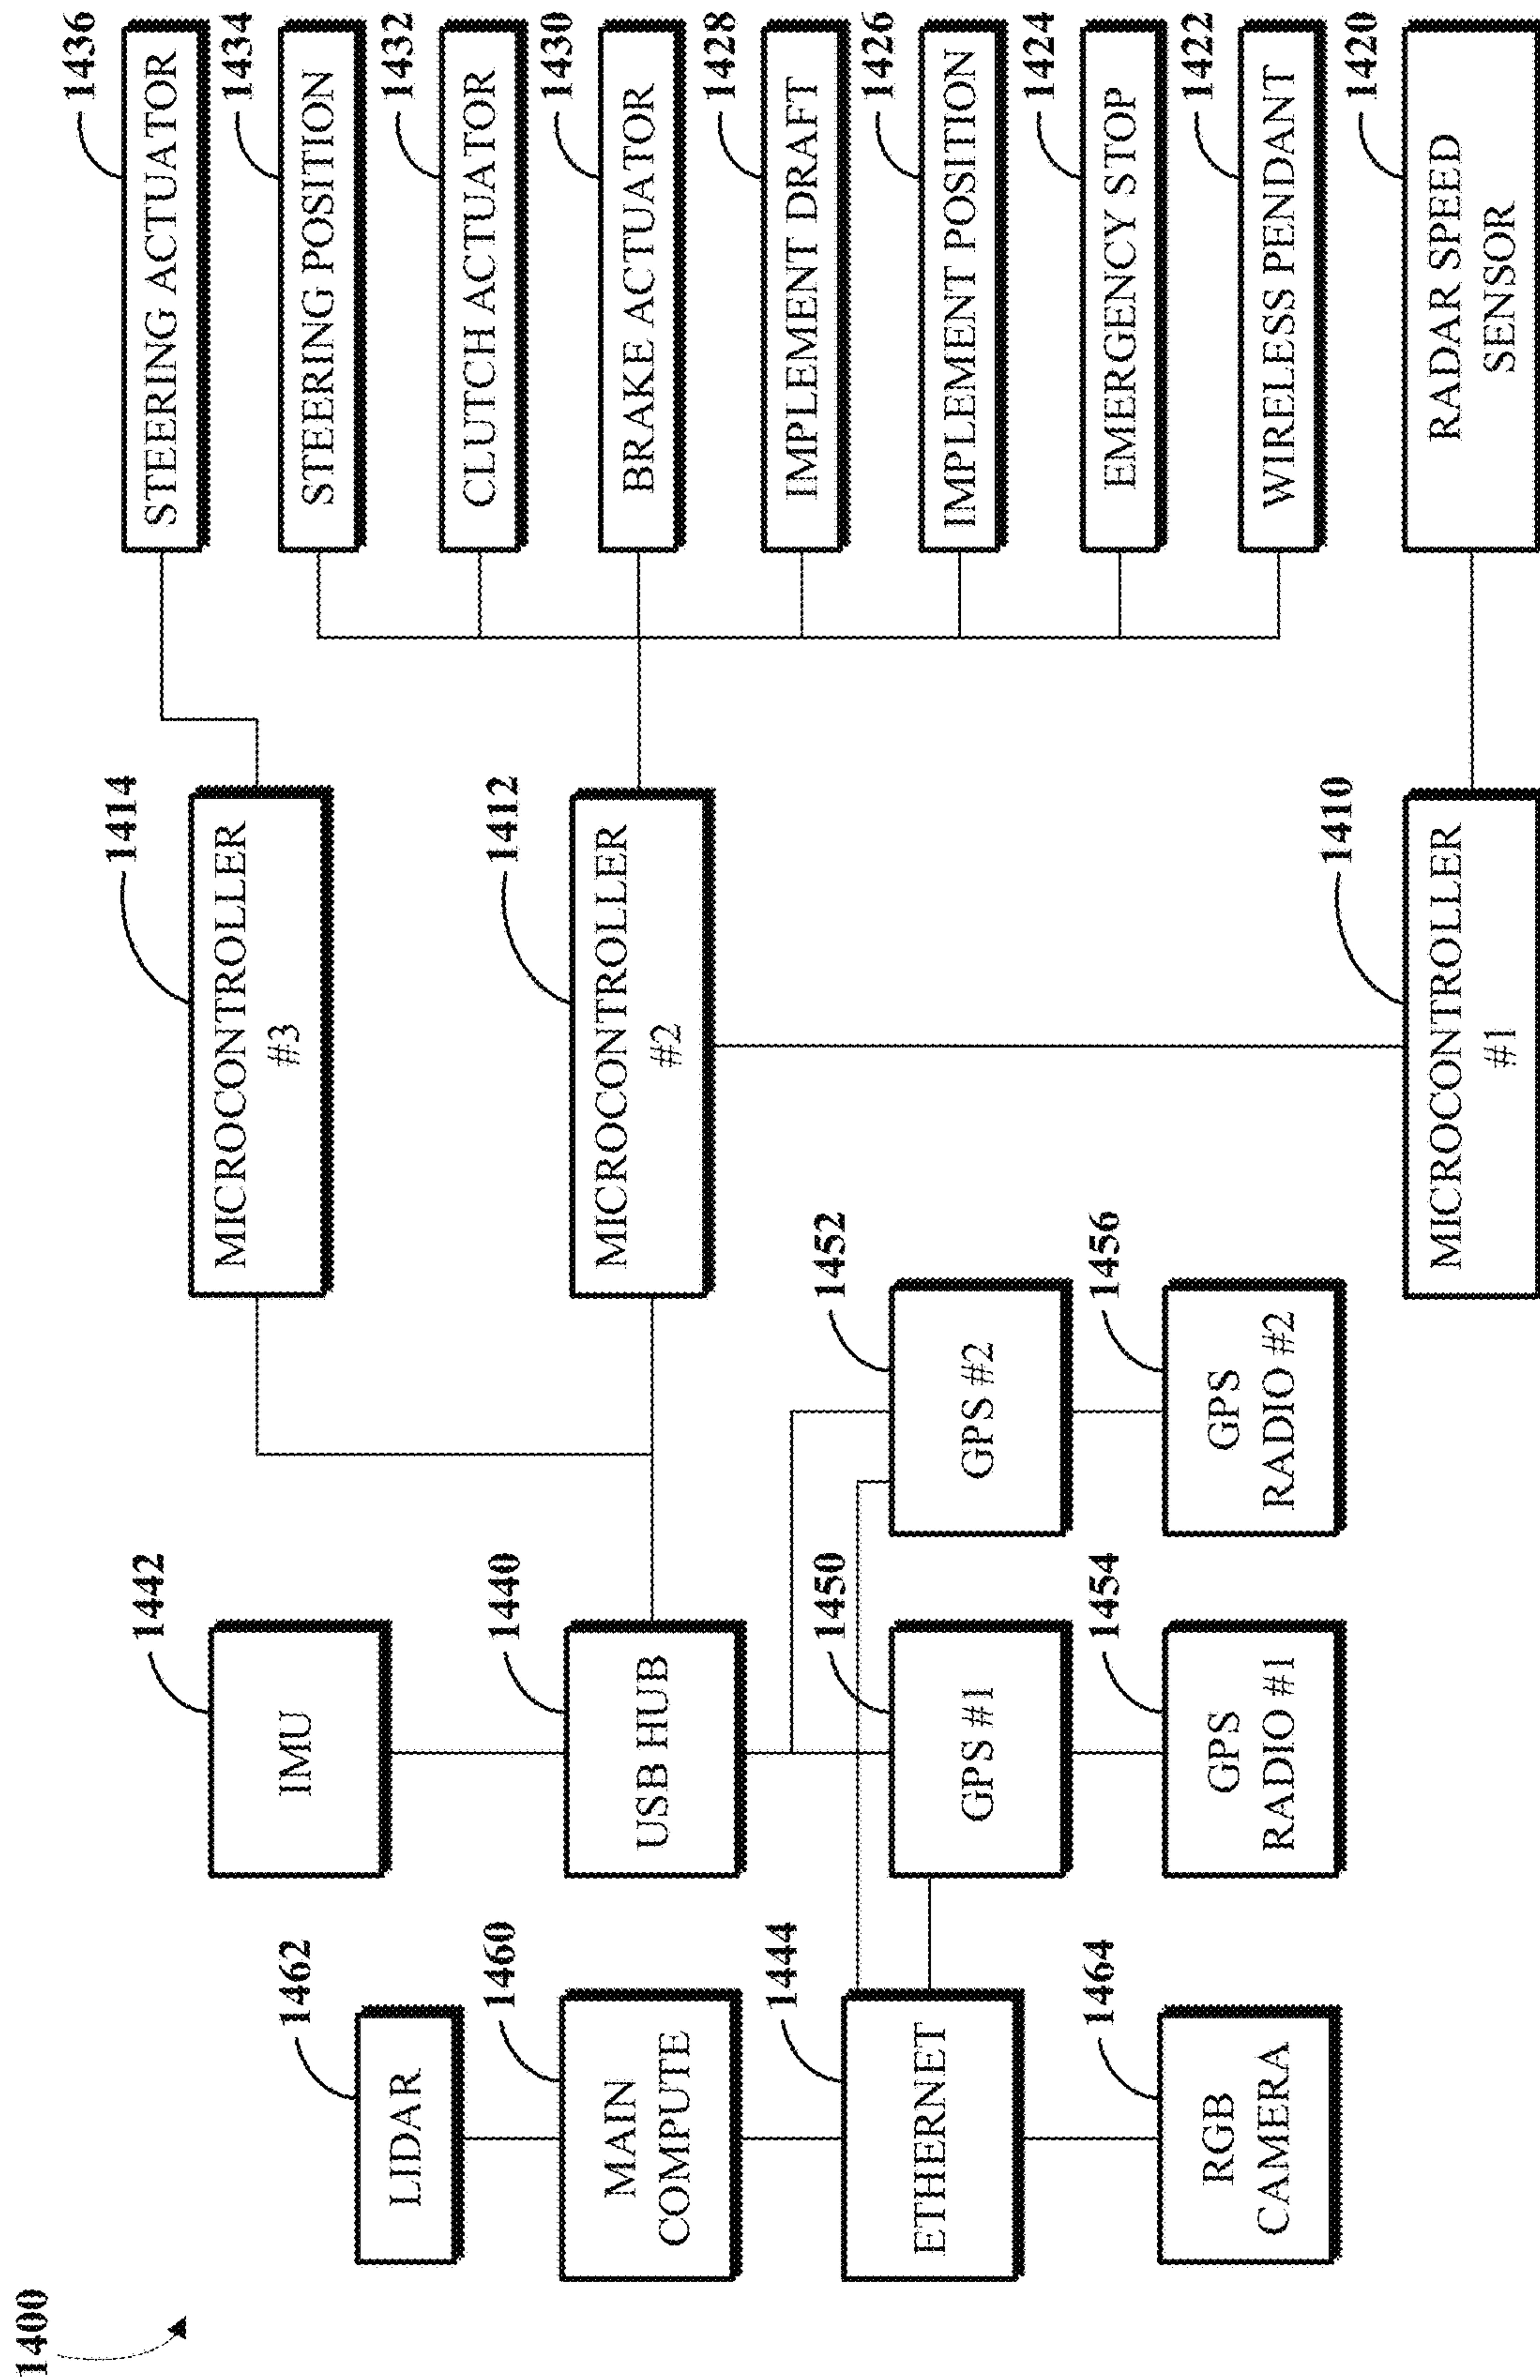 1400
LIDAR
1462
MAIN
COMPUTE
1460
ETHERNET
1444
RGB
CAMERA
1464
IMU
1442
USB HUB
1440
GPS #1
1450
GPS
RADIO #1
1454
GPS #2
1452
GPS
RADIO #2
1456
MICROCONTROLLER
#3
1414
MICROCONTROLLER
#2
1412
MICROCONTROLLER
#1
1410
STEERING ACTUATOR
1436
STEERING POSITION
1434
CLUTCH ACTUATOR
1432
BRAKE ACTUATOR
1430
IMPLEMENT DRAFT
1428
IMPLEMENT POSITION
1426
EMERGENCY STOP
1424
WIRELESS PENDANT
1422
RADAR SPEED
SENSOR
1420